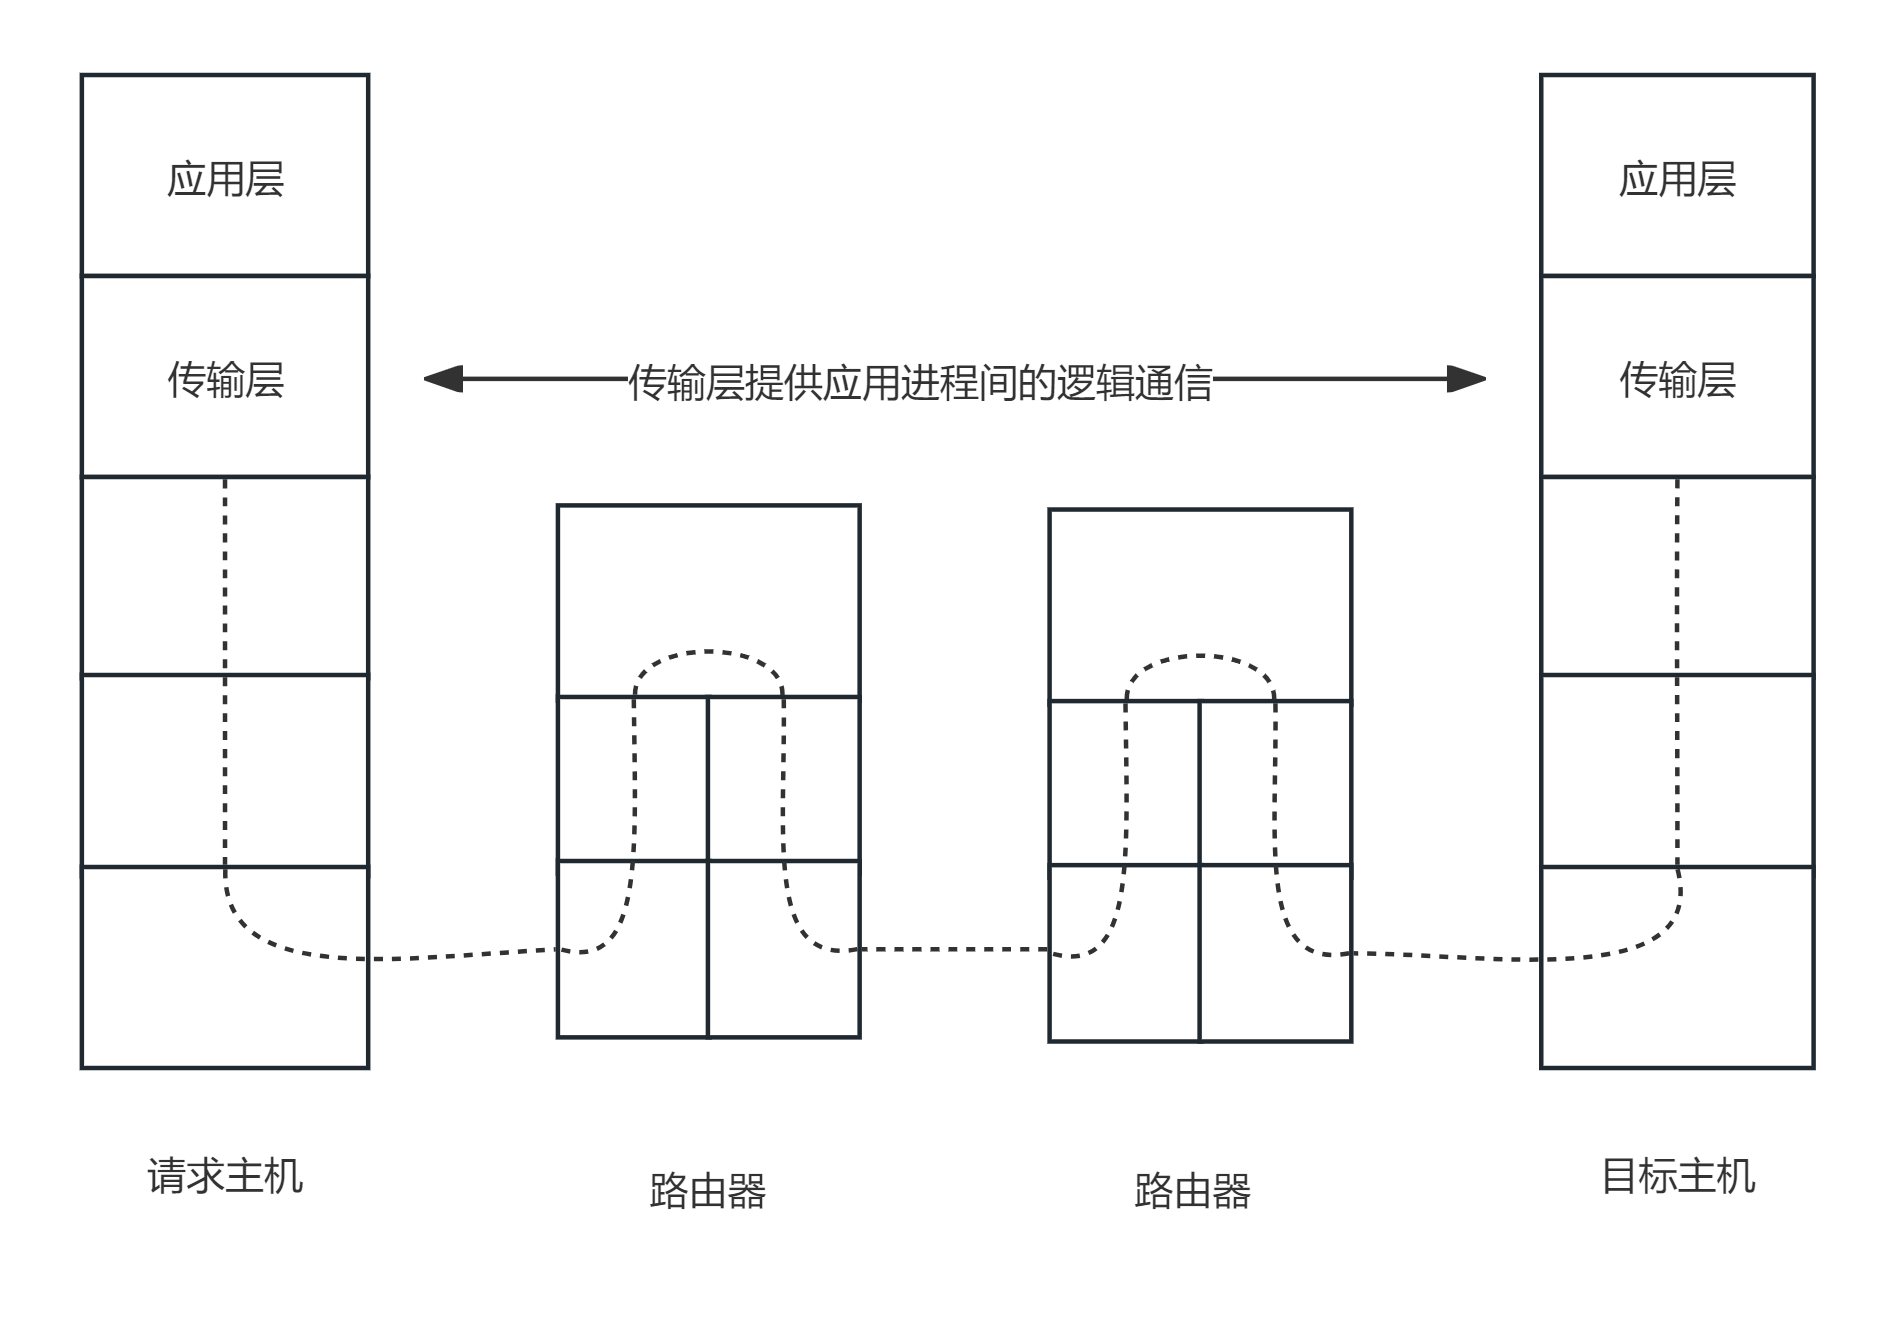 应用层
应用层
传输层
传输层提供应用进程间的逻辑通信
传输层
请求主机
路由器
路由器
目标主机